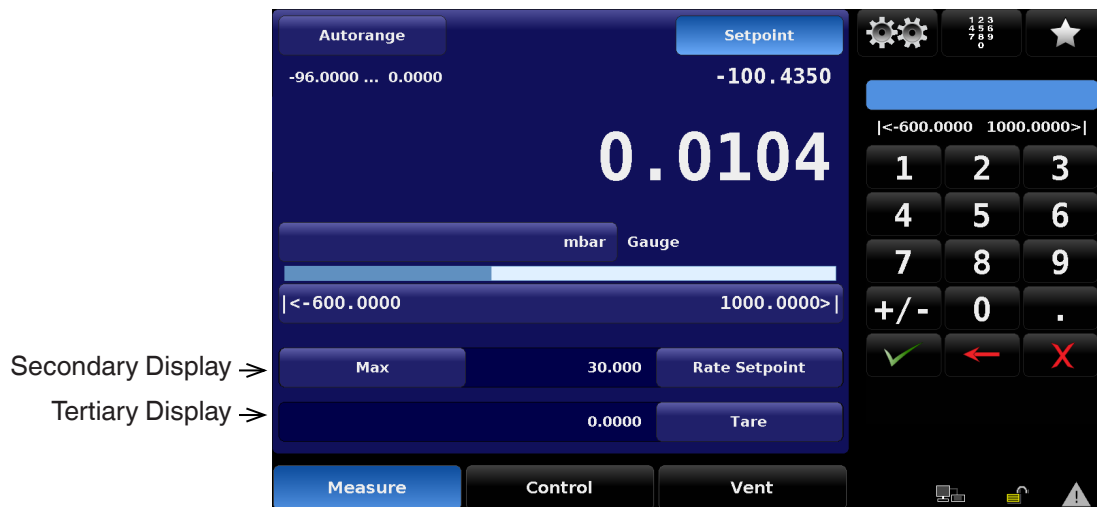 Autorange
Setpoint
-96.0000 ... 0.0000
-100.4350
0.0104
mbar Gauge
|<-600.0000 1000.0000>|
Secondary Display
Max 30.000 Rate Setpoint
Tertiary Display
0.0000 Tare
Measure Control Vent
1 2 3
4 5 6
7 8 9
0
|<-600.0000 1000.0000>|
1 2 3
4 5 6
7 8 9
+/- 0 .
X